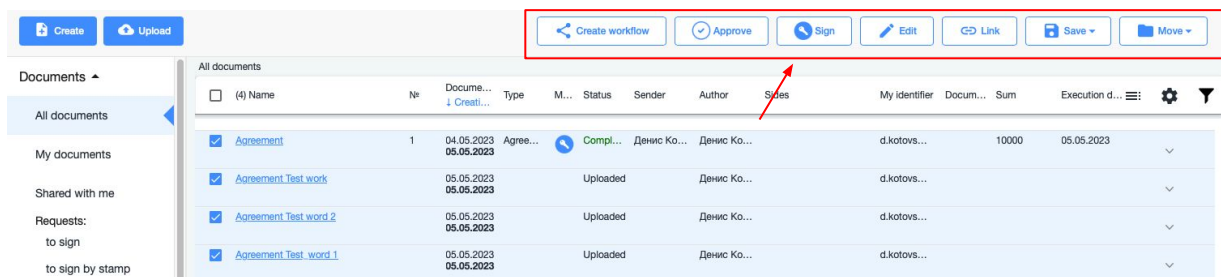 Create Upload Create workflow Approve Sign Edit Link Save Move
Documents All documents
(4) Name № Docume... Type M... Status Sender Author Sides My identifier Docum... Sum Execution d...
↓ Creati...
All documents
Agreement 1 04.05.2023 Agree... Compl... Денис Ко... Денис Ко... d.kotovs... 10000 05.05.2023
05.05.2023
My documents
Agreement Test work 05.05.2023 Uploaded Денис Ко... d.kotovs...
05.05.2023
Shared with me
Requests:
Agreement Test word 2 05.05.2023 Uploaded Денис Ко... d.kotovs...
05.05.2023
to sign
Agreement Test word 1 05.05.2023 Uploaded Денис Ко... d.kotovs...
05.05.2023
to sign by stamp